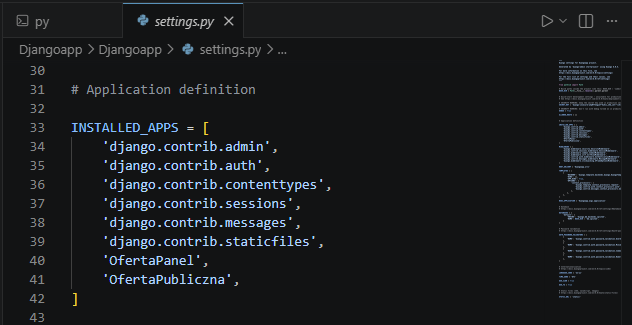 py
settings.py
Djangoapp > Djangoapp > settings.py > ...
30
31
# Application definition
32
33
INSTALLED_APPS = [
34
'django.contrib.admin',
35
'django.contrib.auth',
36
'django.contrib.contenttypes',
37
'django.contrib.sessions',
38
'django.contrib.messages',
39
'django.contrib.staticfiles',
40
'OfertaPanel',
41
'OfertaPubliczna',
42
]
43